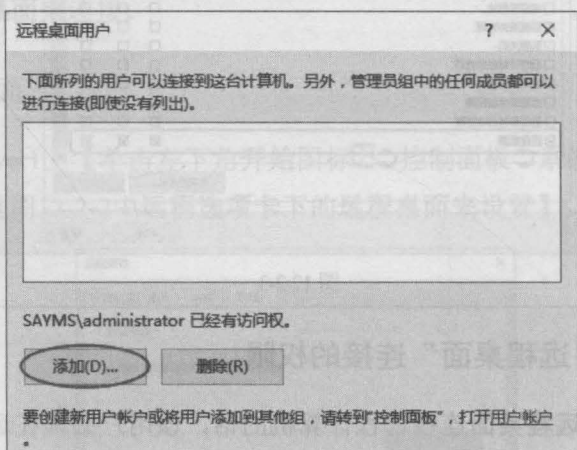 远程桌面用户 ? ×
下面所列的用户可以连接到这台计算机。另外，管理员组中的任何成员都可以
进行连接(即使没有列出)。
SAYMS\administrator 已经有访问权。
添加(D)...
删除(R)
要创建新用户帐户或将用户添加到其他组，请转到"控制面板"，打开用户帐户
。